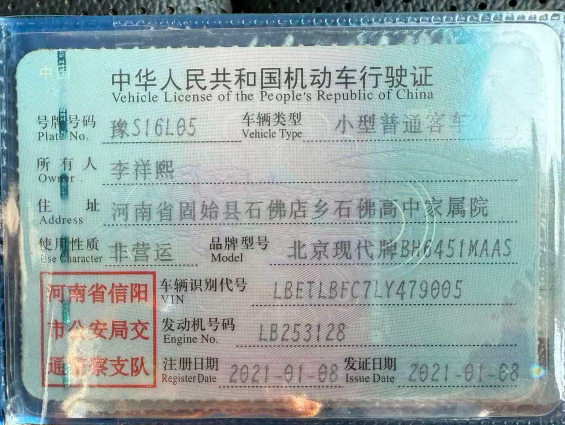 中华人民共和国机动车行驶证
Vehicle License of the People's Republic of China
号牌号码 豫S16L05 车辆类型 小型普通客车
Plate No. Vehicle Type
所有人 李祥熙
Owner
住址 河南省固始县石佛店乡石佛高中家属院
Address
使用性质 非营运 品牌型号 北京现代牌BH6451MAAS
Use Character Model
河南省信阳 车辆识别代号 LBETLBFC7LY479005
VIN
市公安局交 发动机号码 LB253128
Engine No.
通警察支队 注册日期 2021-01-08 发证日期 2021-01-08
Register Date Issue Date